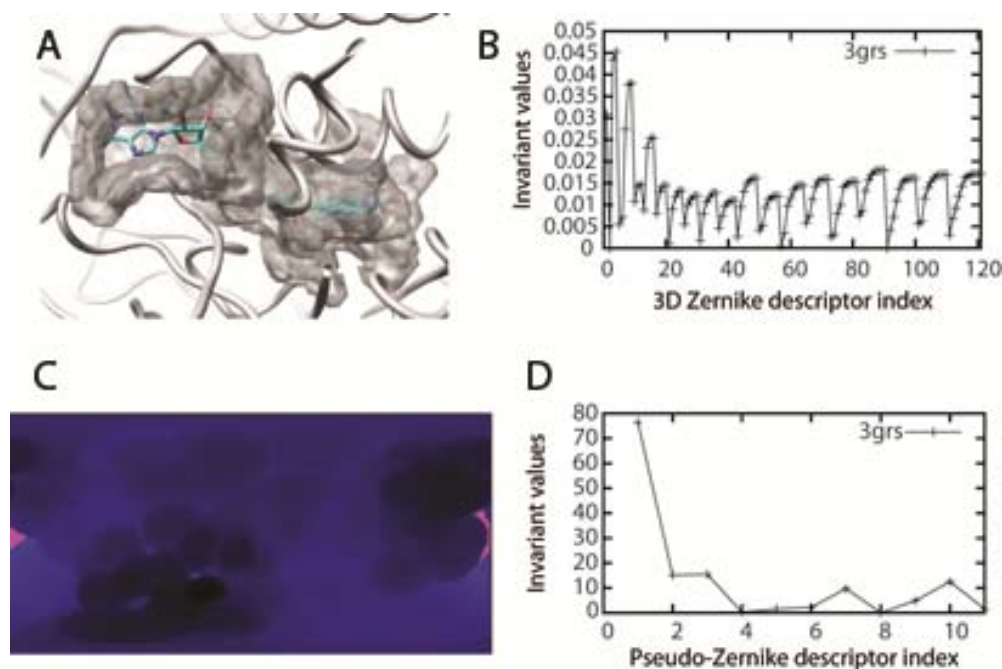 A
B
0.05
0.045
0.04
0.035
0.03
0.025
0.02
0.015
0.01
0.005
0
3grs
Invariant values
0 20 40 60 80 100 120
3D Zernike descriptor index
C
D
80
70
60
50
40
30
20
10
0
3grs
Invariant values
0 2 4 6 8 10
Pseudo-Zernike descriptor index